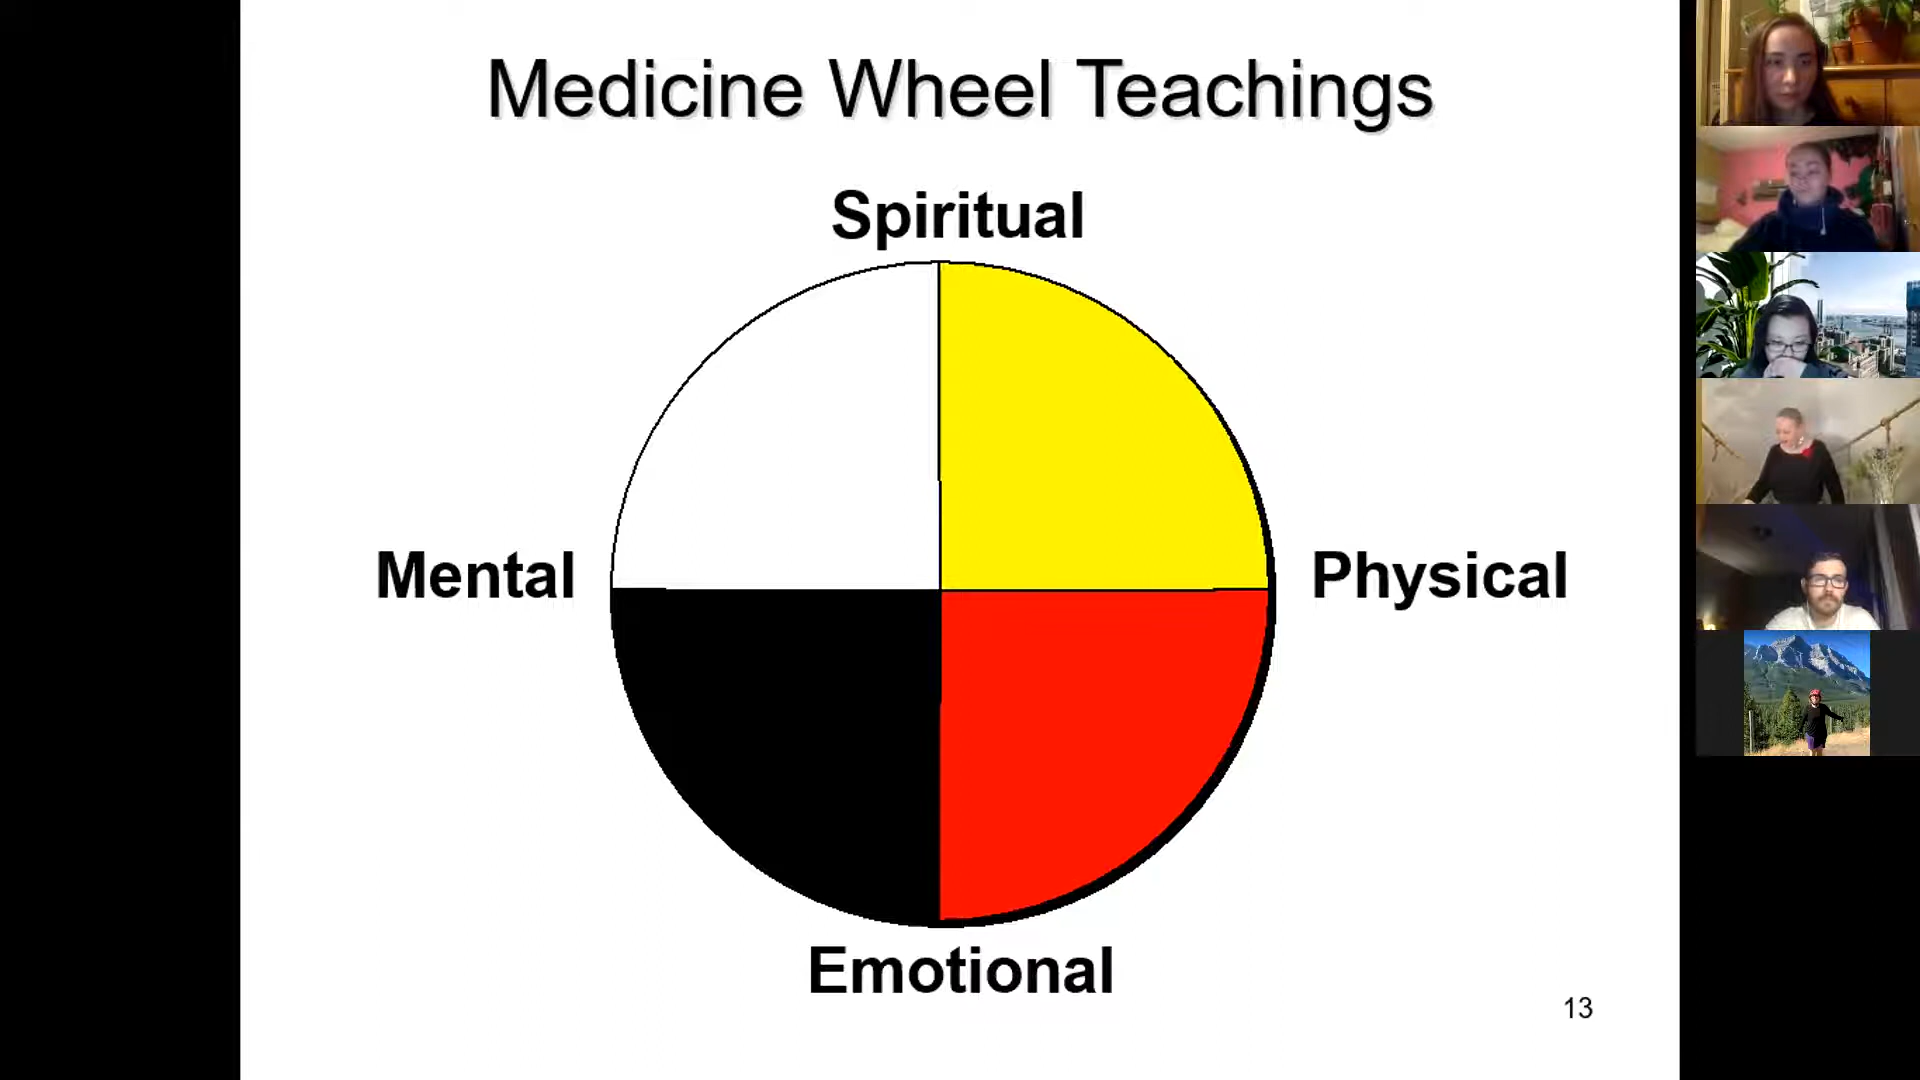 Medicine Wheel Teachings
Spiritual
Mental
Physical
Emotional
13